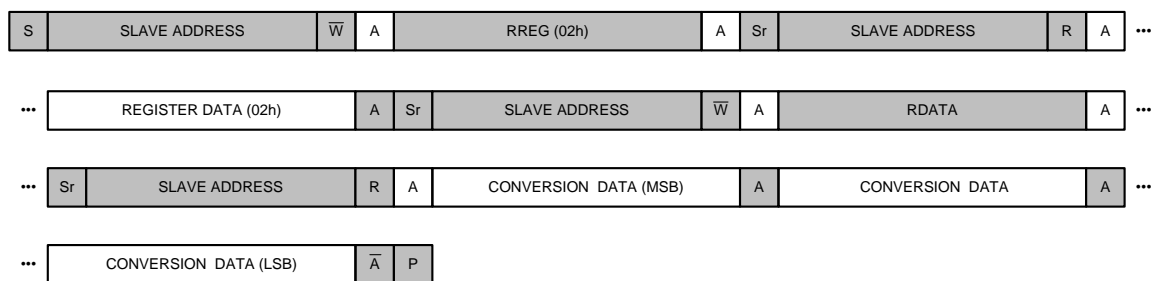 S SLAVE ADDRESS W̅ A RREG (02h) A Sr SLAVE ADDRESS R A •••
••• REGISTER DATA (02h) A Sr SLAVE ADDRESS W̅ A RDATA A •••
••• Sr SLAVE ADDRESS R A CONVERSION DATA (MSB) A CONVERSION DATA A •••
••• CONVERSION DATA (LSB) A̅ P